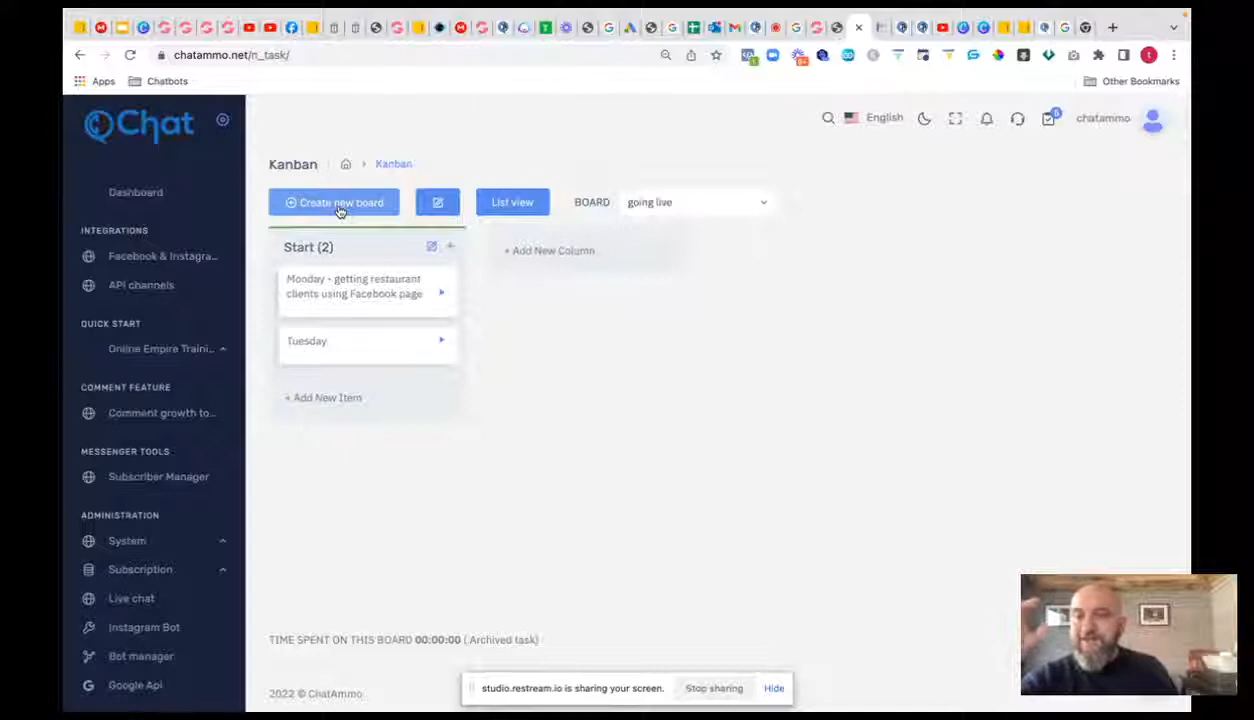 chatammo.net/n_task/
Apps
Chatbots
Other Bookmarks
Chat
English
5
chatammo
Dashboard
INTEGRATIONS
Facebook & Instagra...
API channels
QUICK START
Online Empire Traini...
COMMENT FEATURE
Comment growth to...
MESSENGER TOOLS
Subscriber Manager
ADMINISTRATION
System
Subscription
Live chat
Instagram Bot
Bot manager
Google Api
Kanban
Kanban
Create new board
List view
BOARD
going live
Start (2)
+ Add New Column
Monday - getting restaurant
clients using Facebook page
Tuesday
+ Add New Item
TIME SPENT ON THIS BOARD 00:00:00 ( Archived task)
2022 © ChatAmmo
studio.restream.io is sharing your screen.
Stop sharing
Hide